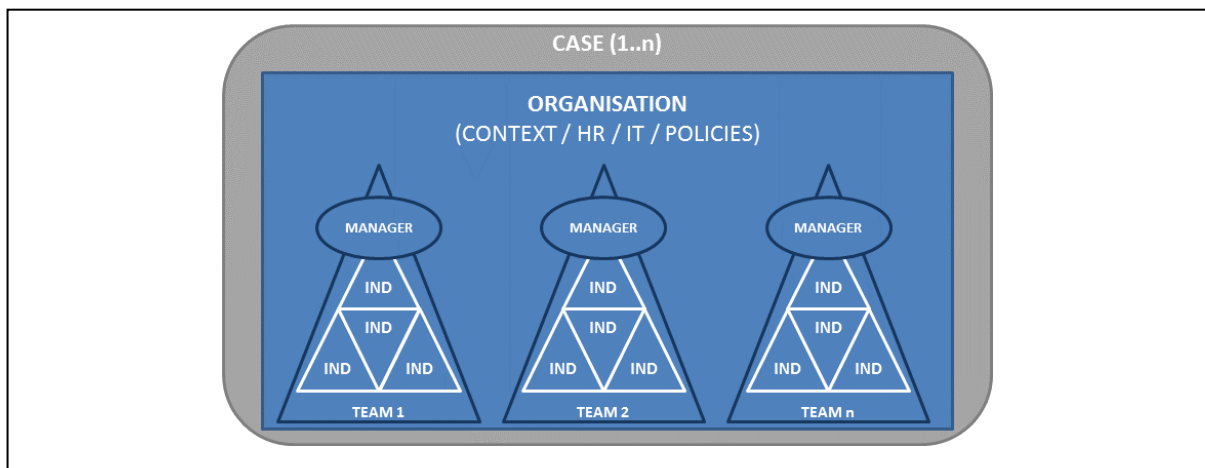 CASE (1..n)
ORGANISATION
(CONTEXT / HR / IT / POLICIES)
MANAGER
IND
IND
IND
IND
TEAM 1
MANAGER
IND
IND
IND
IND
TEAM 2
MANAGER
IND
IND
IND
IND
TEAM n